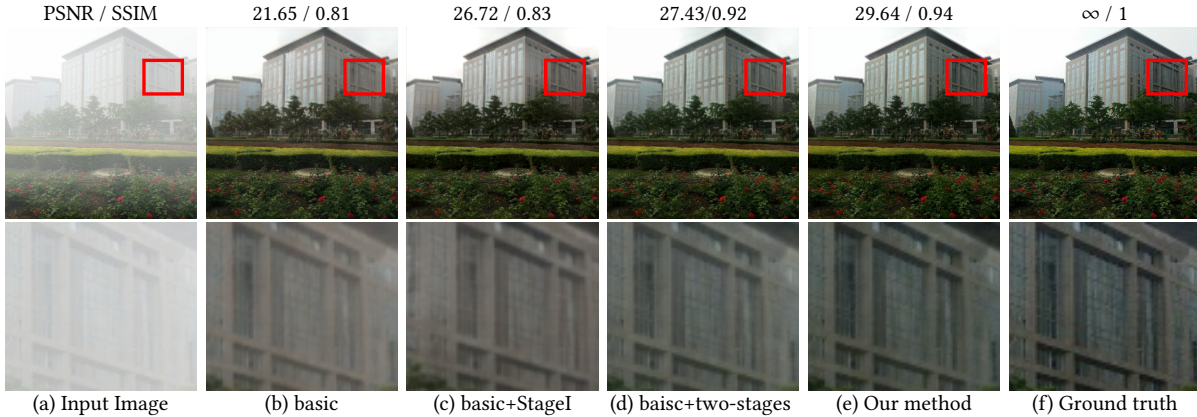 PSNR / SSIM
21.65 / 0.81
26.72 / 0.83
27.43/0.92
29.64 / 0.94
∞ / 1
(a) Input Image
(b) basic
(c) basic+StageI
(d) baisc+two-stages
(e) Our method
(f) Ground truth